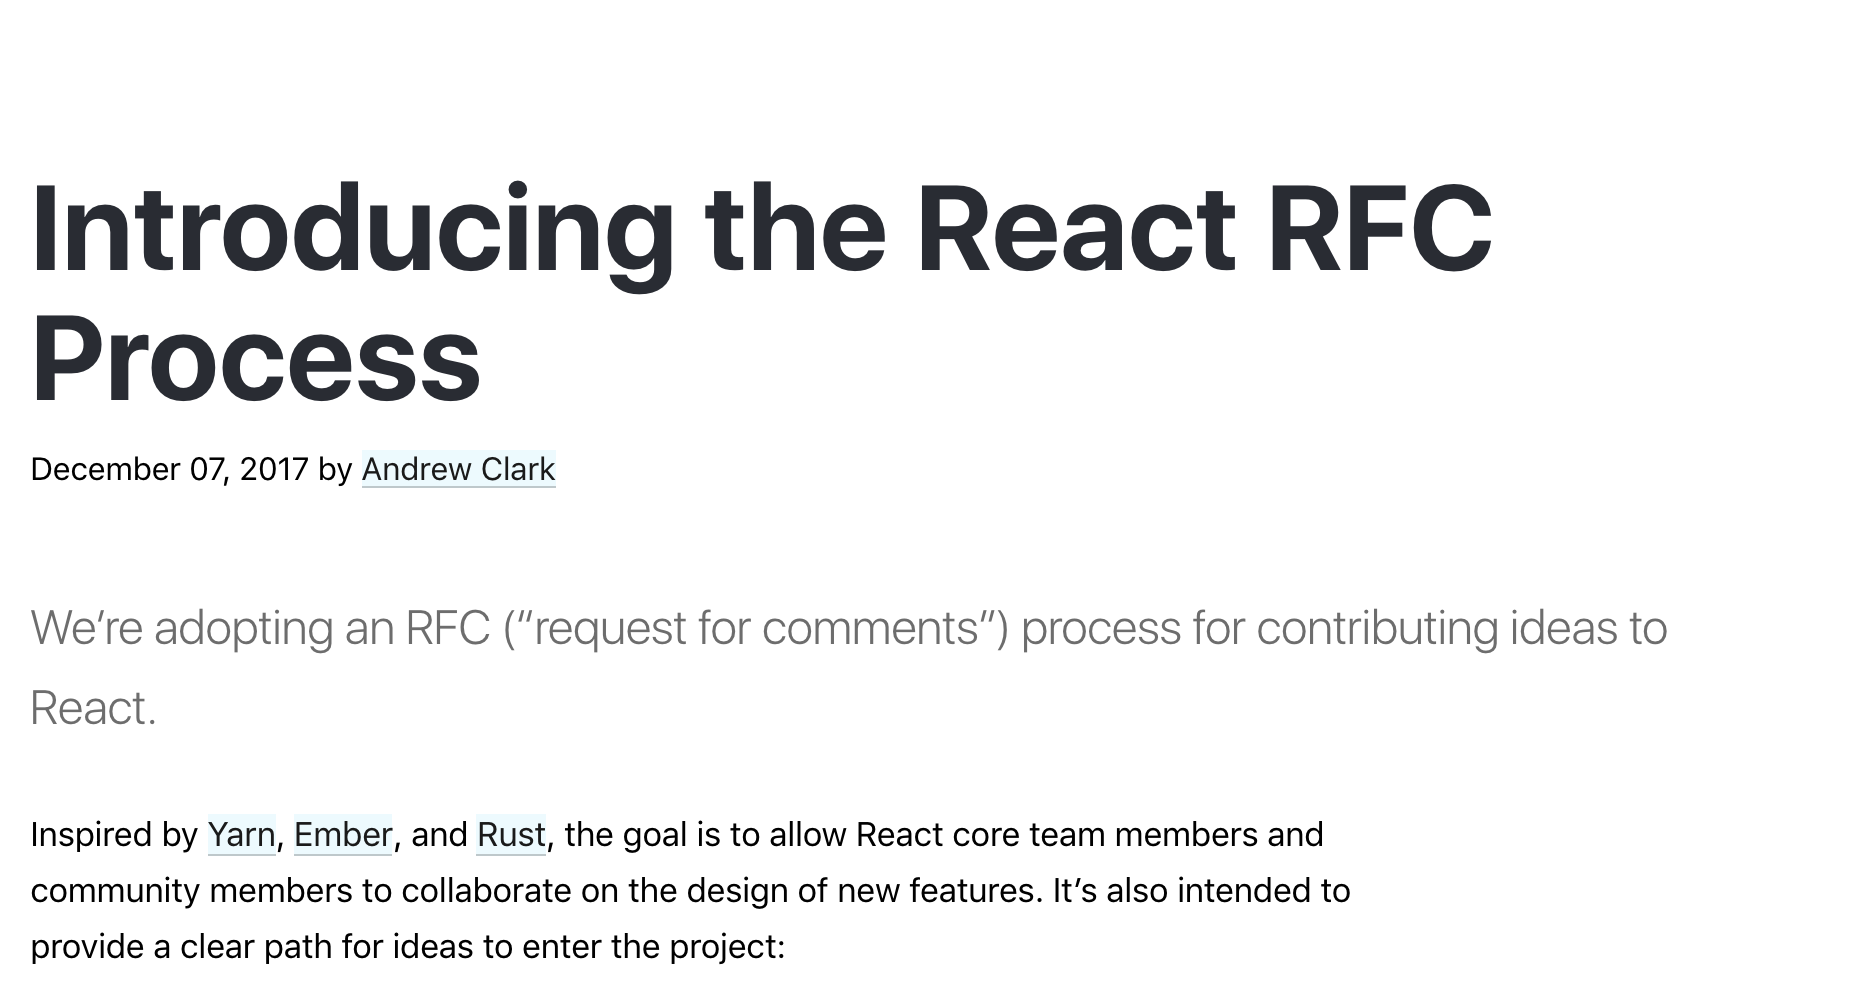 Introducing the React RFC
Process
December 07, 2017 by Andrew Clark
We’re adopting an RFC (“request for comments”) process for contributing ideas to
React.
Inspired by Yarn, Ember, and Rust, the goal is to allow React core team members and
community members to collaborate on the design of new features. It’s also intended to
provide a clear path for ideas to enter the project: